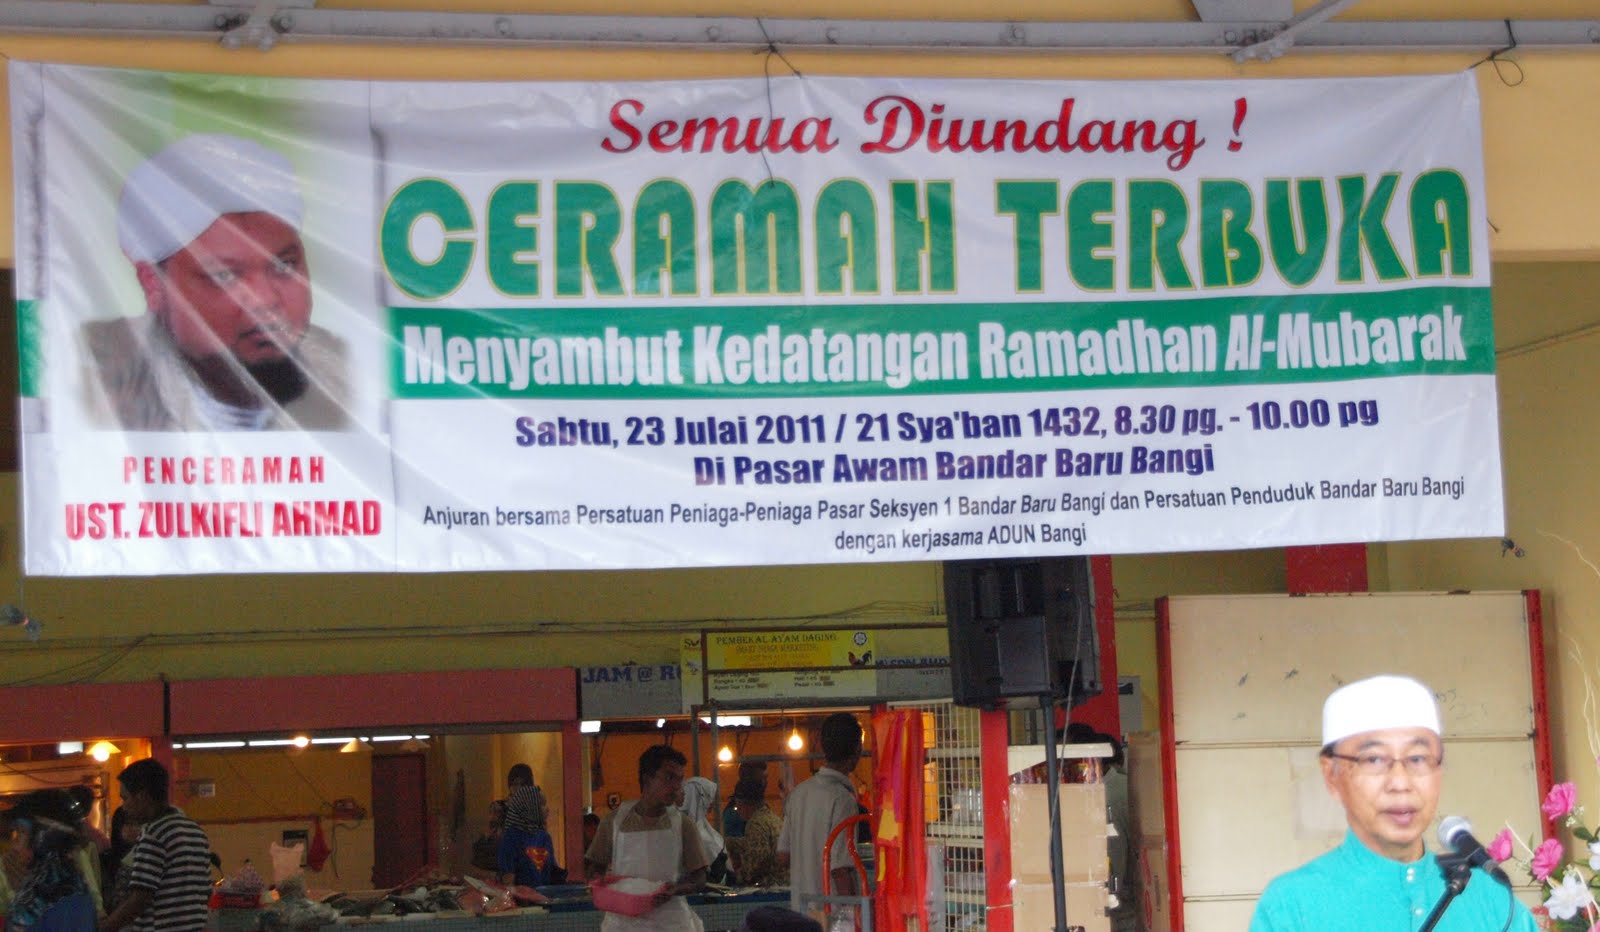 Semua Diundang !
CERAMAH TERBUKA
Menyambut Kedatangan Ramadhan Al-Mubarak
Sabtu, 23 Julai 2011 / 21 Sya'ban 1432, 8.30 pg. - 10.00 pg
Di Pasar Awam Bandar Baru Bangi
Anjuran bersama Persatuan Peniaga-Peniaga Pasar Seksyen 1 Bandar Baru Bangi dan Persatuan Penduduk Bandar Baru Bangi
dengan kerjasama ADUN Bangi
PENCERAMAH
UST. ZULKIFLI AHMAD
PEMBEKAL AYAM DAGING
JAM @ R